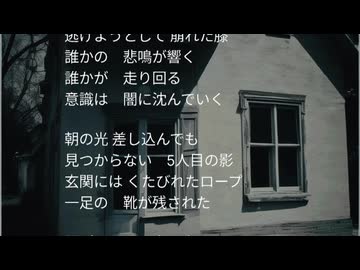 逃げようとして 崩れた膝
誰かの　悲鳴が響く
誰かが　走り回る
意識は　闇に沈んでいく
朝の光 差し込んでも
見つからない　5人目の影
玄関には くたびれたロープ
一足の　靴が残された